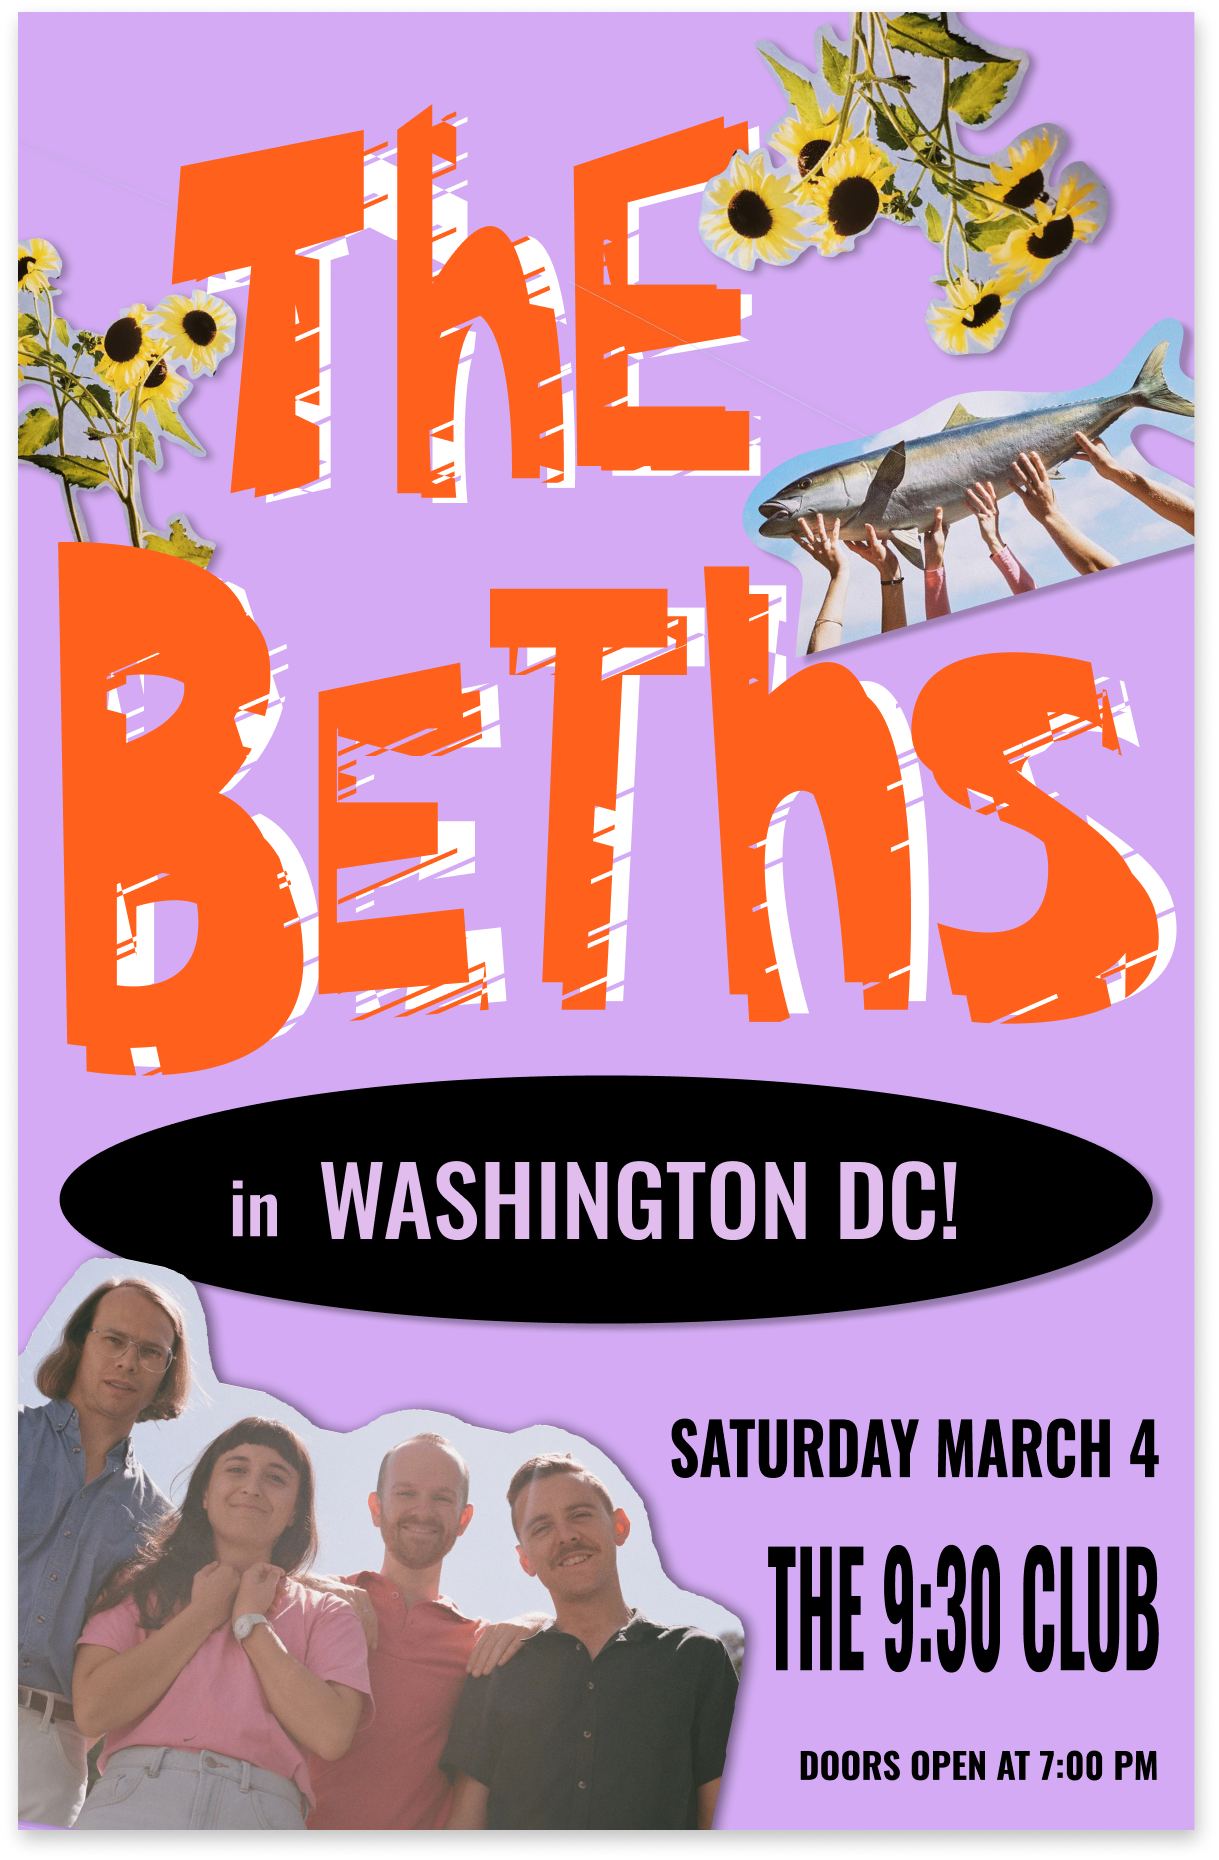 ThE
BETHS
in WASHINGTON DC!
SATURDAY MARCH 4
THE 9:30 CLUB
DOORS OPEN AT 7:00 PM